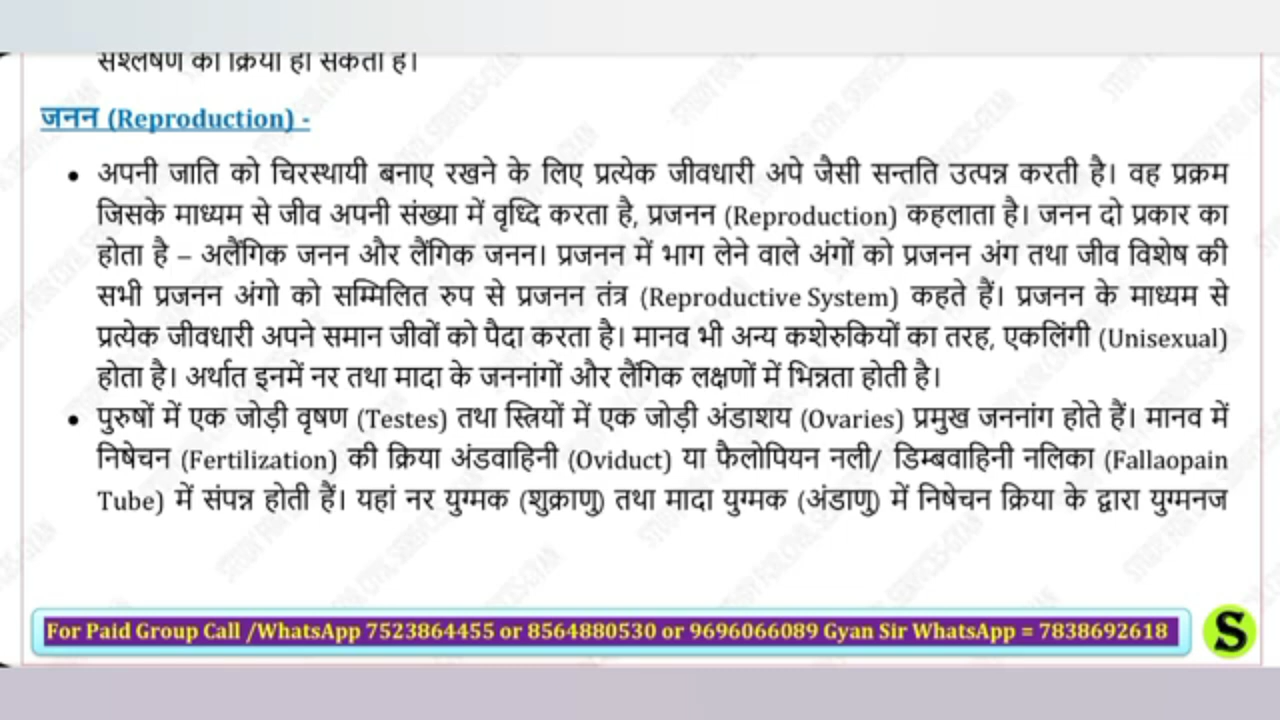 संश्लेषण की क्रिया हो सकती है।
जनन (Reproduction) -
• अपनी जाति को चिरस्थायी बनाए रखने के लिए प्रत्येक जीवधारी अपे जैसी सन्तति उत्पन्न करती है। वह प्रक्रम
जिसके माध्यम से जीव अपनी संख्या में वृध्दि करता है, प्रजनन (Reproduction) कहलाता है। जनन दो प्रकार का
होता है – अलैंगिक जनन और लैंगिक जनन। प्रजनन में भाग लेने वाले अंगों को प्रजनन अंग तथा जीव विशेष की
सभी प्रजनन अंगो को सम्मिलित रुप से प्रजनन तंत्र (Reproductive System) कहते हैं। प्रजनन के माध्यम से
प्रत्येक जीवधारी अपने समान जीवों को पैदा करता है। मानव भी अन्य कशेरुकियों का तरह, एकलिंगी (Unisexual)
होता है। अर्थात इनमें नर तथा मादा के जननांगों और लैंगिक लक्षणों में भिन्नता होती है।
• पुरुषों में एक जोड़ी वृषण (Testes) तथा स्त्रियों में एक जोड़ी अंडाशय (Ovaries) प्रमुख जननांग होते हैं। मानव में
निषेचन (Fertilization) की क्रिया अंडवाहिनी (Oviduct) या फैलोपियन नली/ डिम्बवाहिनी नलिका (Fallaopain
Tube) में संपन्न होती हैं। यहां नर युग्मक (शुक्राणु) तथा मादा युग्मक (अंडाणु) में निषेचन क्रिया के द्वारा युग्मनज
For Paid Group Call /WhatsApp 7523864455 or 8564880530 or 9696066089 Gyan Sir WhatsApp = 7838692618
S